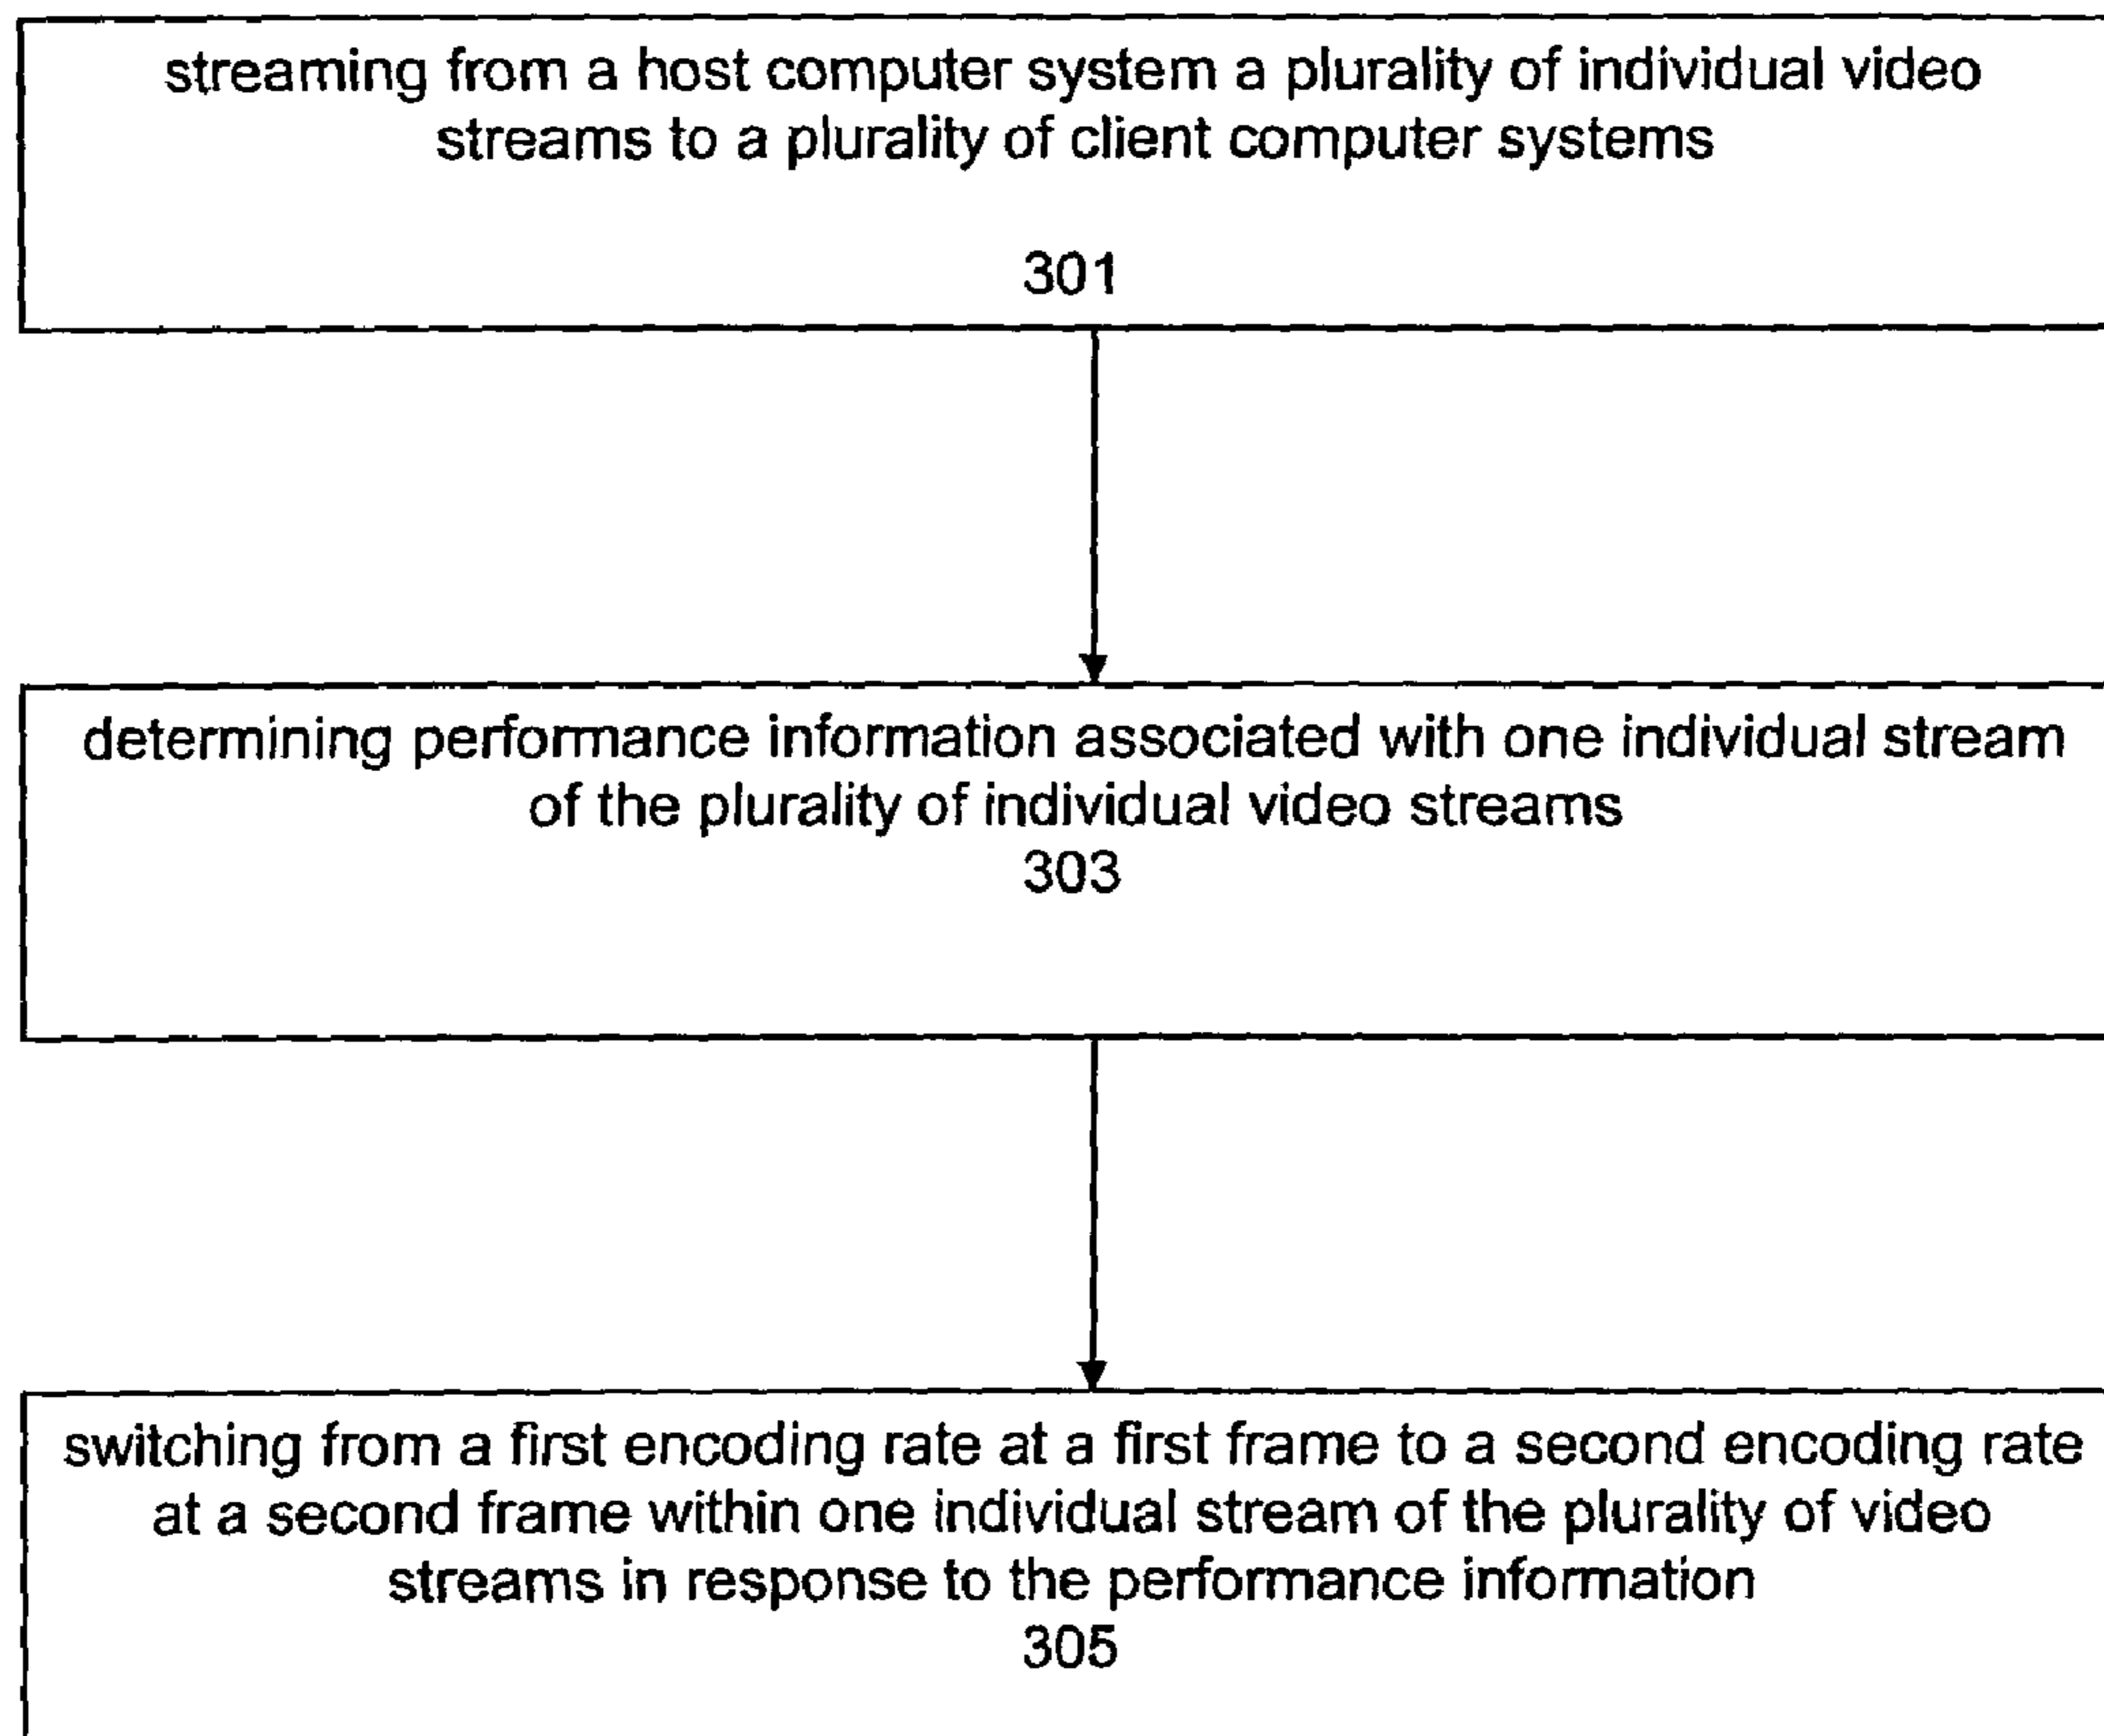 streaming from a host computer system a plurality of individual video
streams to a plurality of client computer systems
301
determining performance information associated with one individual stream
of the plurality of individual video streams
303
switching from a first encoding rate at a first frame to a second encoding rate
at a second frame within one individual stream of the plurality of video
streams in response to the performance information
305